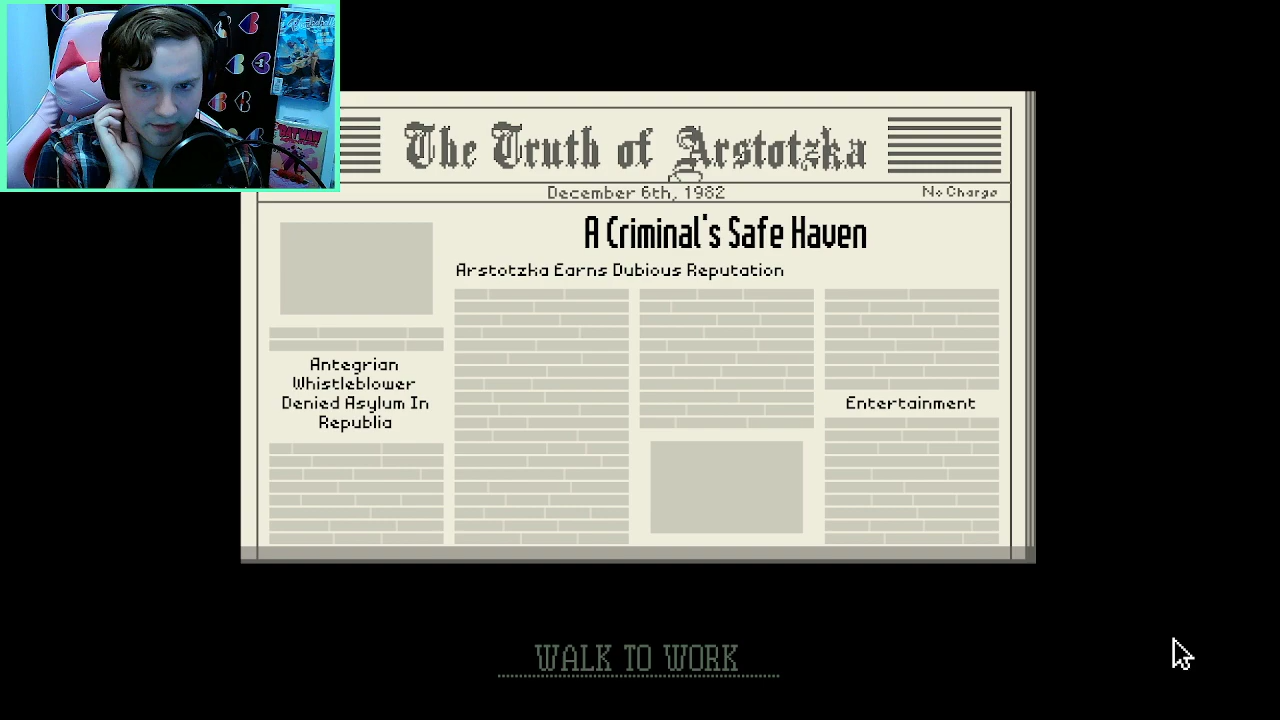 The Truth of Arstotzka
December 6th, 1982
No Charge
A Criminal's Safe Haven
Arstotzka Earns Dubious Reputation
Antegrian
Whistleblower
Denied Asylum In
Republia
Entertainment
WALK TO WORK